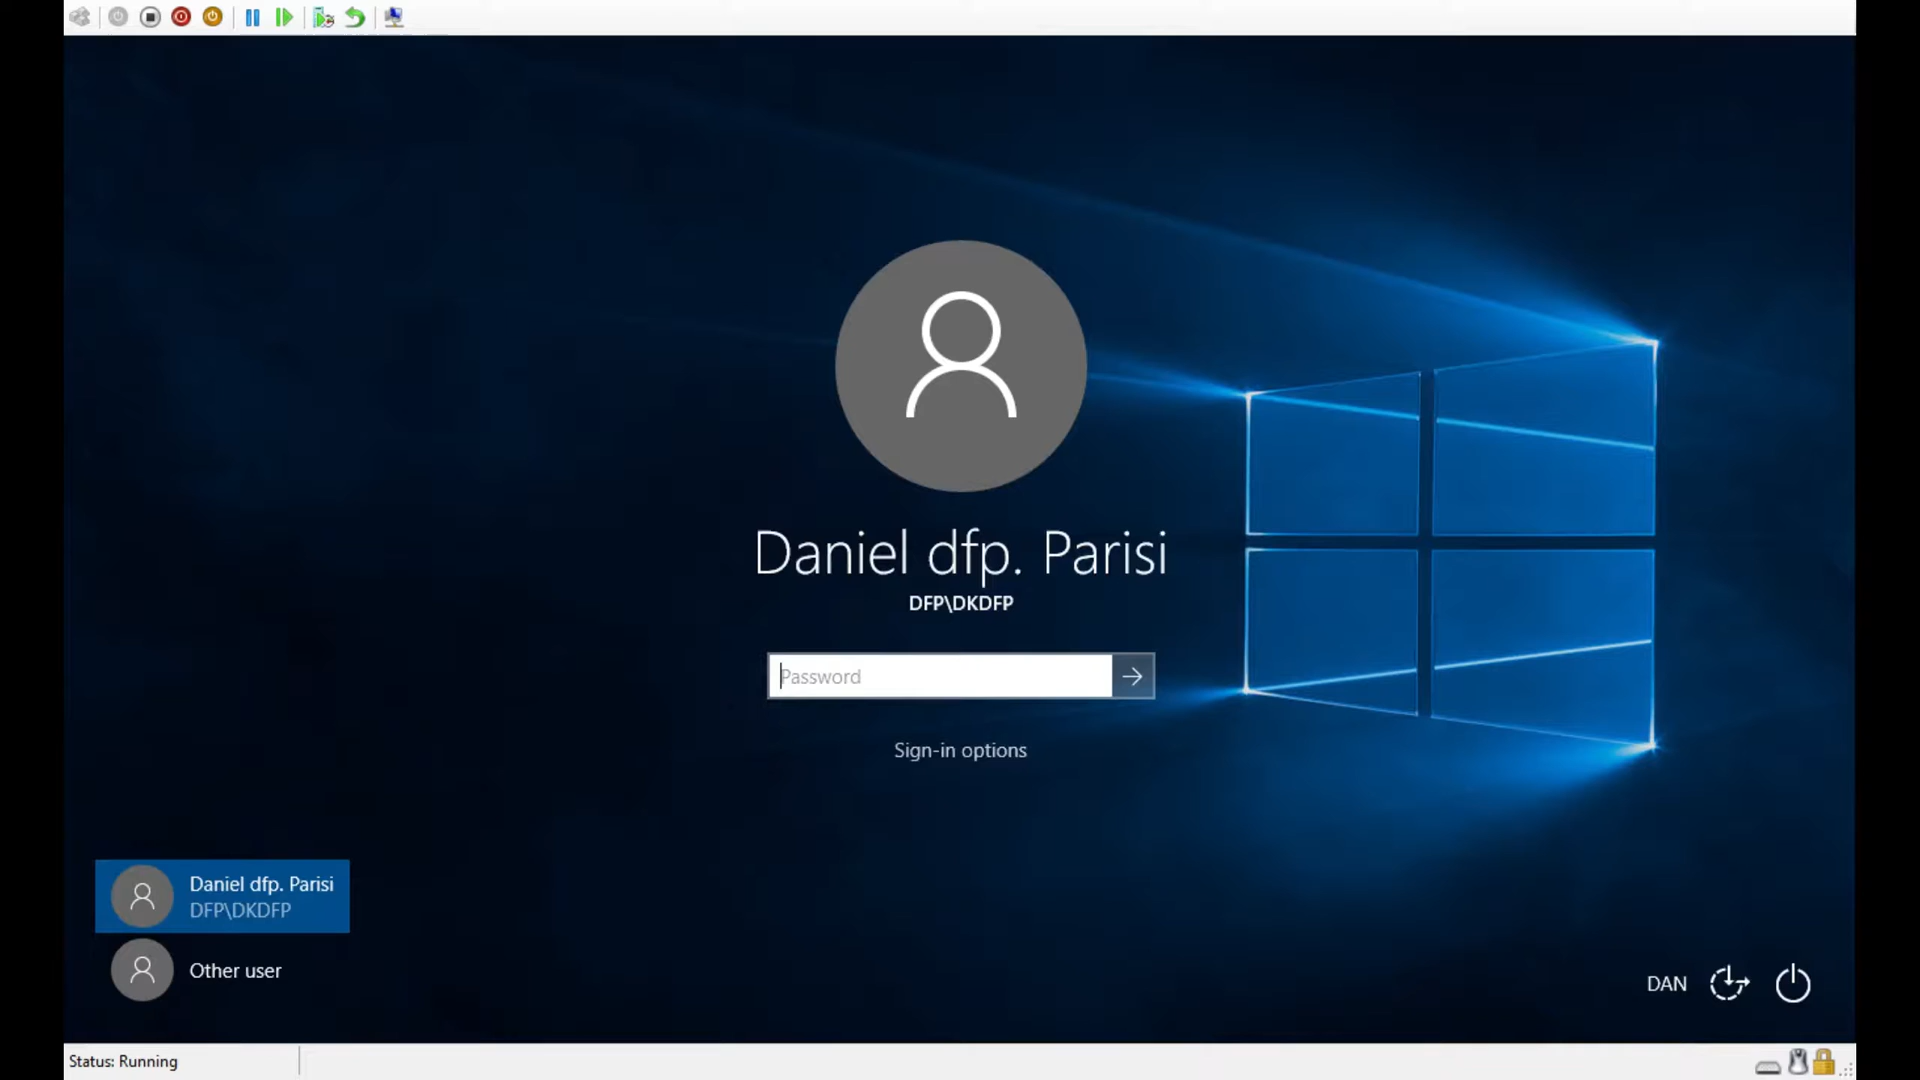 Daniel dfp. Parisi
DFP\DKDFP
Password
Sign-in options
Daniel dfp. Parisi
DFP\DKDFP
Other user
DAN
Status: Running